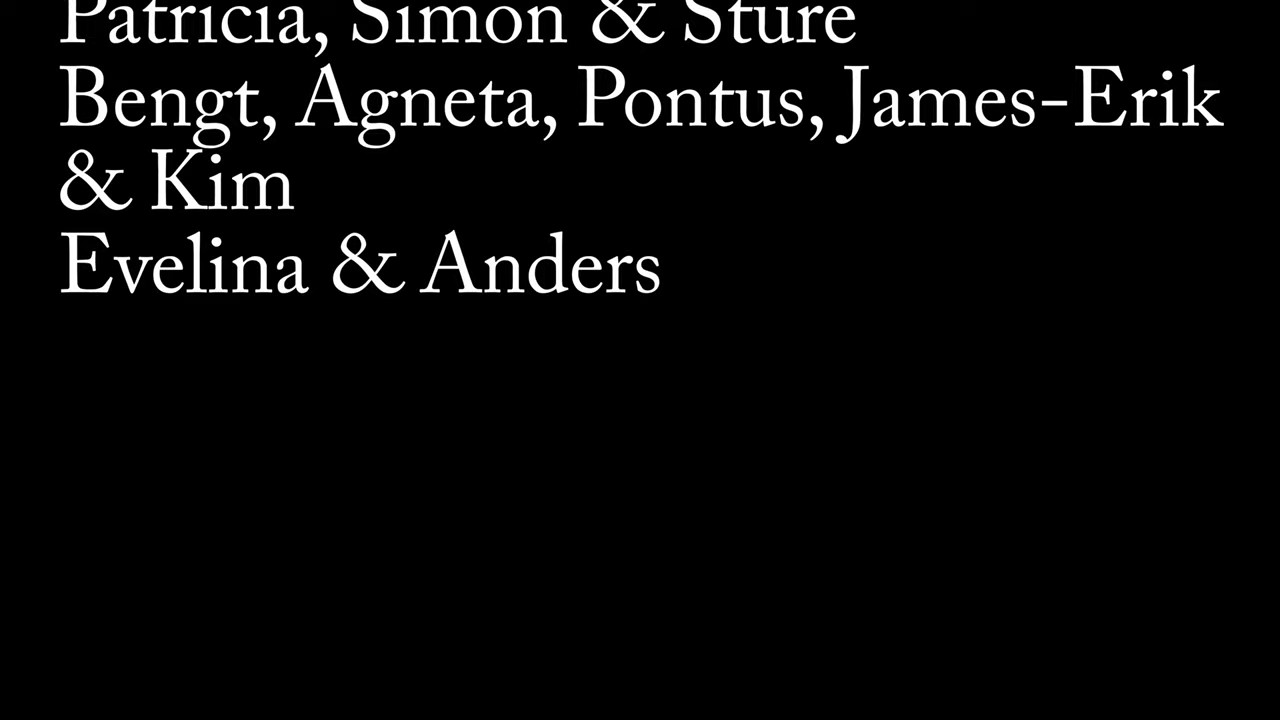 Patricia, Simon & Sture
Bengt, Agneta, Pontus, James-Erik
& Kim
Evelina & Anders